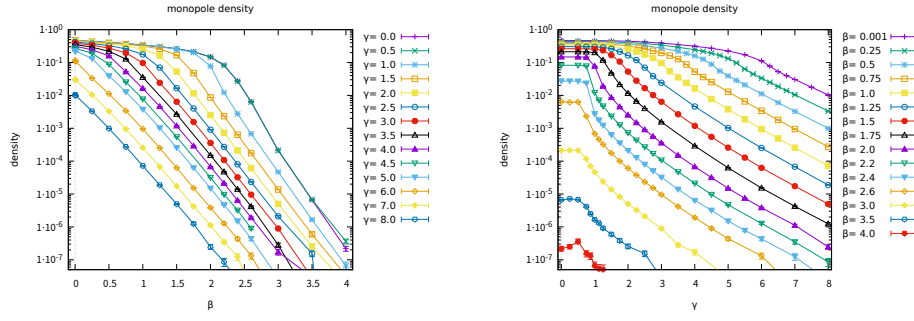 monopole density
density
1·10⁰
1·10⁻¹
1·10⁻²
1·10⁻³
1·10⁻⁴
1·10⁻⁵
1·10⁻⁶
1·10⁻⁷
0 0.5 1 1.5 2 2.5 3 3.5 4
β
γ= 0.0
γ= 0.5
γ= 1.0
γ= 1.5
γ= 2.0
γ= 2.5
γ= 3.0
γ= 3.5
γ= 4.0
γ= 4.5
γ= 5.0
γ= 6.0
γ= 7.0
γ= 8.0
monopole density
density
1·10⁰
1·10⁻¹
1·10⁻²
1·10⁻³
1·10⁻⁴
1·10⁻⁵
1·10⁻⁶
1·10⁻⁷
0 1 2 3 4 5 6 7 8
γ
β= 0.001
β= 0.25
β= 0.5
β= 0.75
β= 1.0
β= 1.25
β= 1.5
β= 1.75
β= 2.0
β= 2.2
β= 2.4
β= 2.6
β= 3.0
β= 3.5
β= 4.0